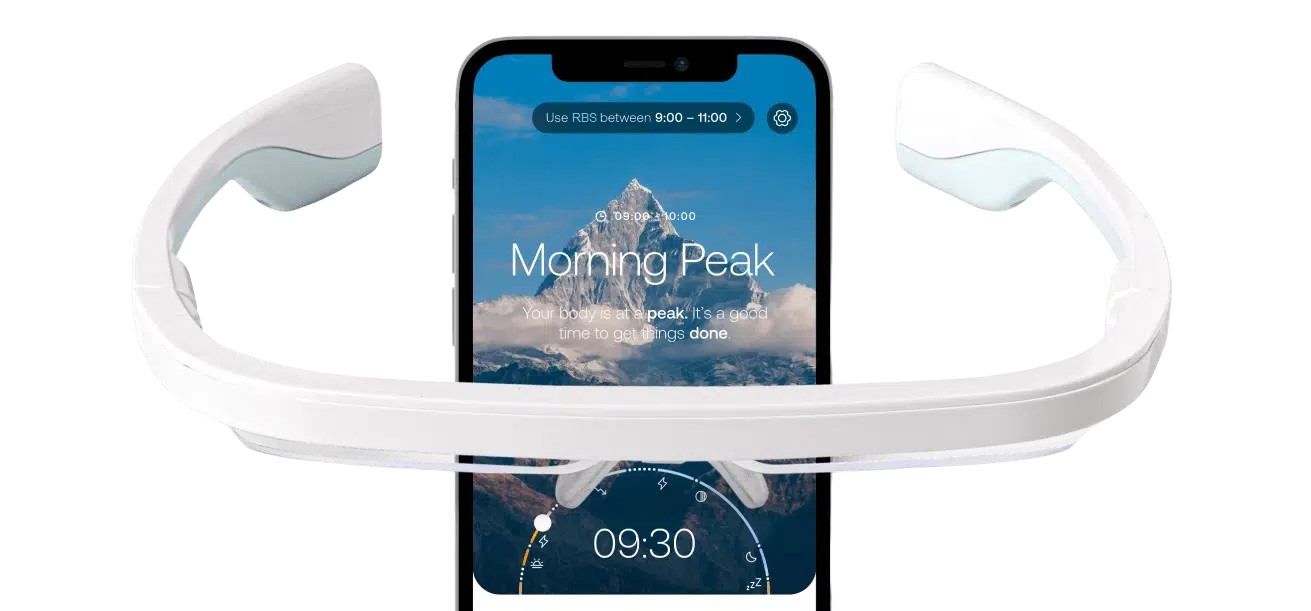 Use RBS between 9:00 – 11:00
09:00 - 10:00
Morning Peak
Your body is at a peak. It's a good
time to get things done.
09:30
zzZ